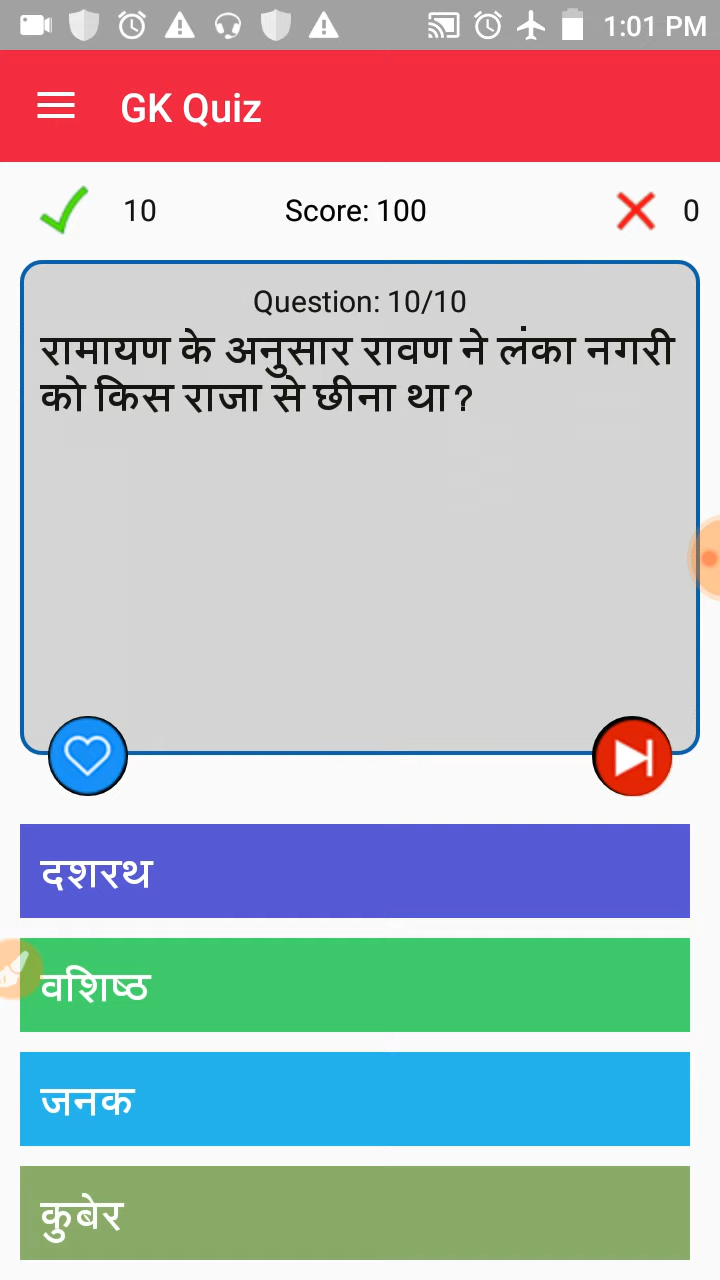 1:01 PM
GK Quiz
10 Score: 100 0
Question: 10/10
रामायण के अनुसार रावण ने लंका नगरी
को किस राजा से छीना था?
दशरथ
वशिष्ठ
जनक
कुबेर